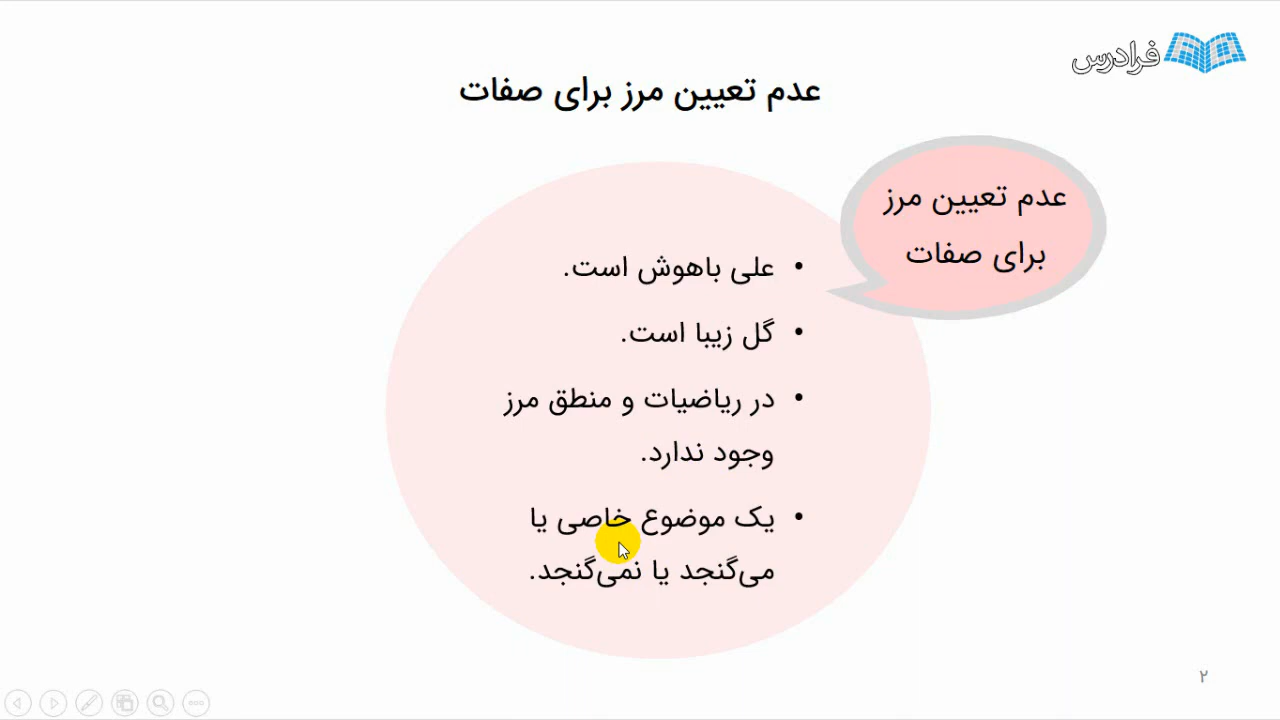 فرادرس
عدم تعیین مرز برای صفات
عدم تعیین مرز
برای صفات
• علی باهوش است.
• گل زیبا است.
• در ریاضیات و منطق مرز
وجود ندارد.
• یک موضوع خاصی یا
می‌گنجد یا نمی‌گنجد.
۲